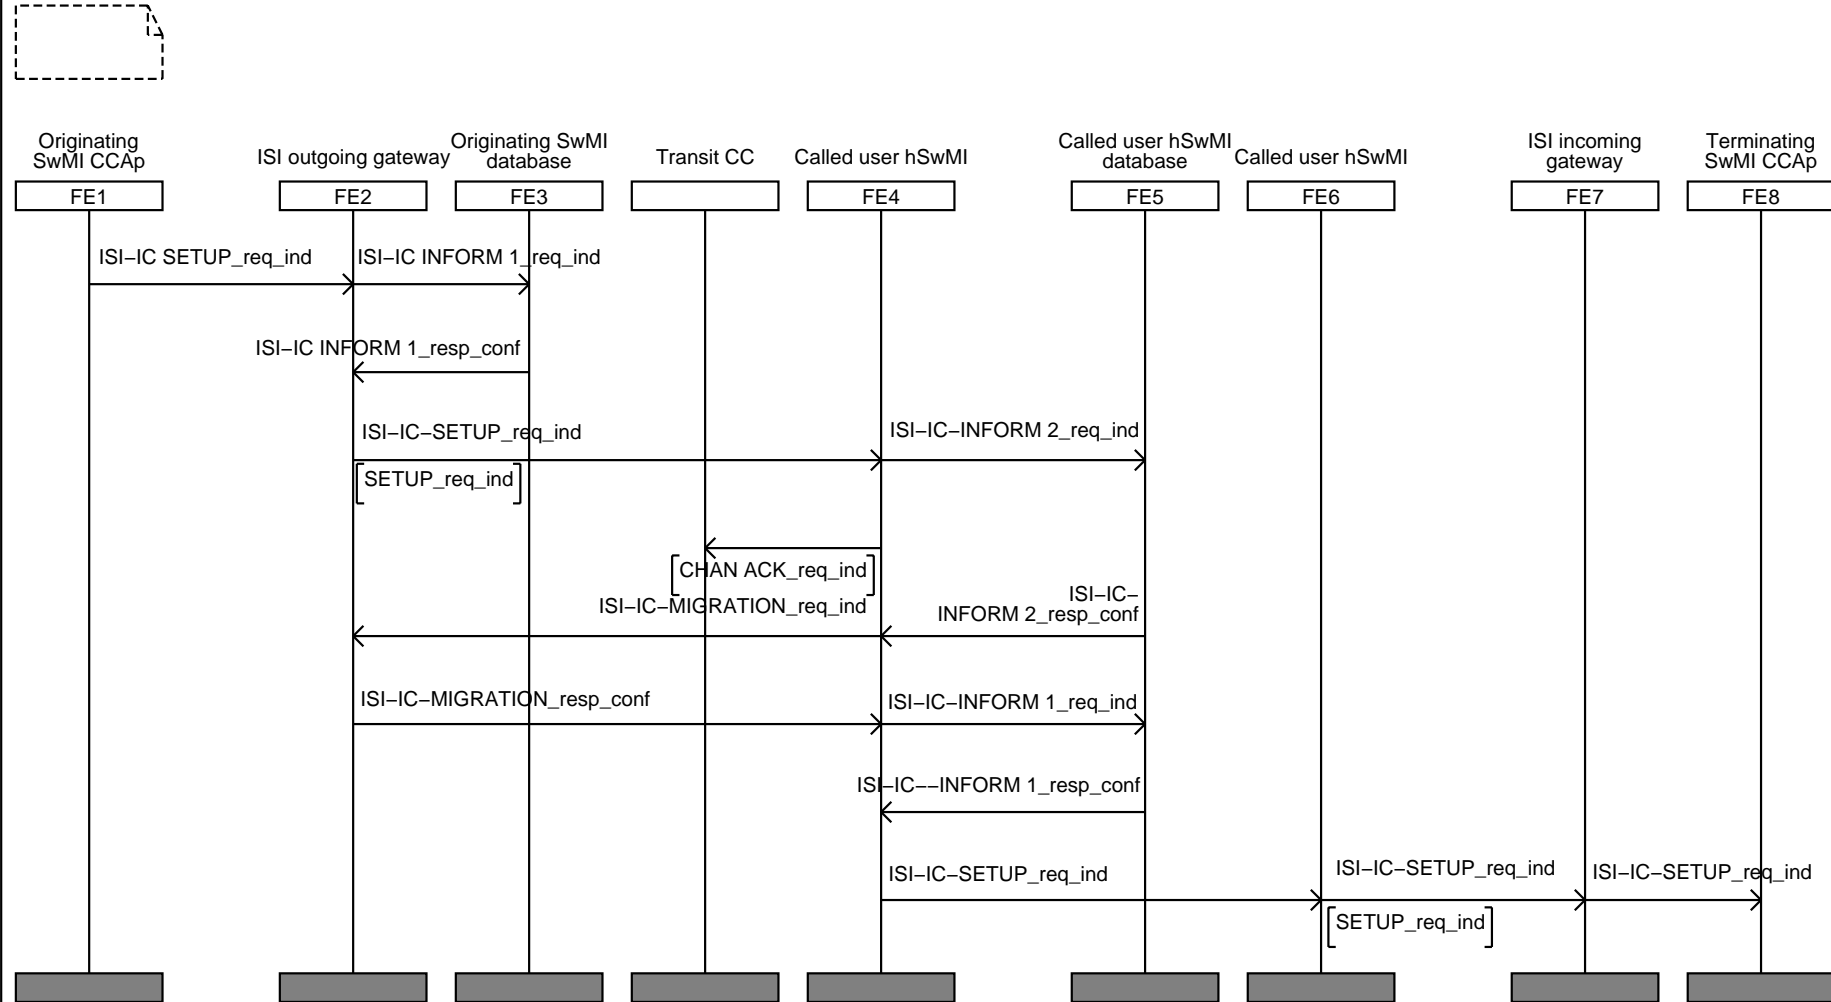 Originating
SwMI CCAp
ISI outgoing gateway
Originating SwMI
database
Transit CC
Called user hSwMI
Called user hSwMI
database
Called user hSwMI
ISI incoming
gateway
Terminating
SwMI CCAp
FE1
FE2
FE3
FE4
FE5
FE6
FE7
FE8
ISI–IC SETUP_req_ind
ISI–IC INFORM 1_req_ind
ISI–IC INFORM 1_resp_conf
ISI–IC–SETUP_req_ind
ISI–IC–INFORM 2_req_ind
SETUP_req_ind
CHAN ACK_req_ind
ISI–IC–MIGRATION_req_ind
ISI–IC–
INFORM 2_resp_conf
ISI–IC–MIGRATION_resp_conf
ISI–IC–INFORM 1_req_ind
ISI–IC––INFORM 1_resp_conf
ISI–IC–SETUP_req_ind
ISI–IC–SETUP_req_ind
ISI–IC–SETUP_req_ind
SETUP_req_ind